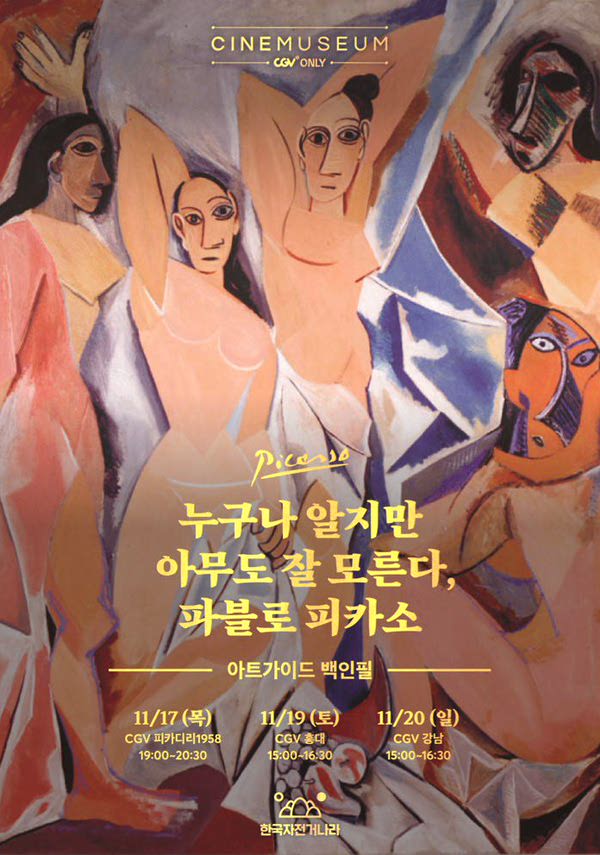 CINEMUSEUM
CGV ONLY
Picasso
누구나 알지만
아무도 잘 모른다,
파블로 피카소
아트가이드 백인필
11/17 (목) 11/19 (토) 11/20 (일)
CGV 피카디리1958 CGV 홍대 CGV 강남
19:00~20:30 15:00~16:30 15:00~16:30
한국자전거나라